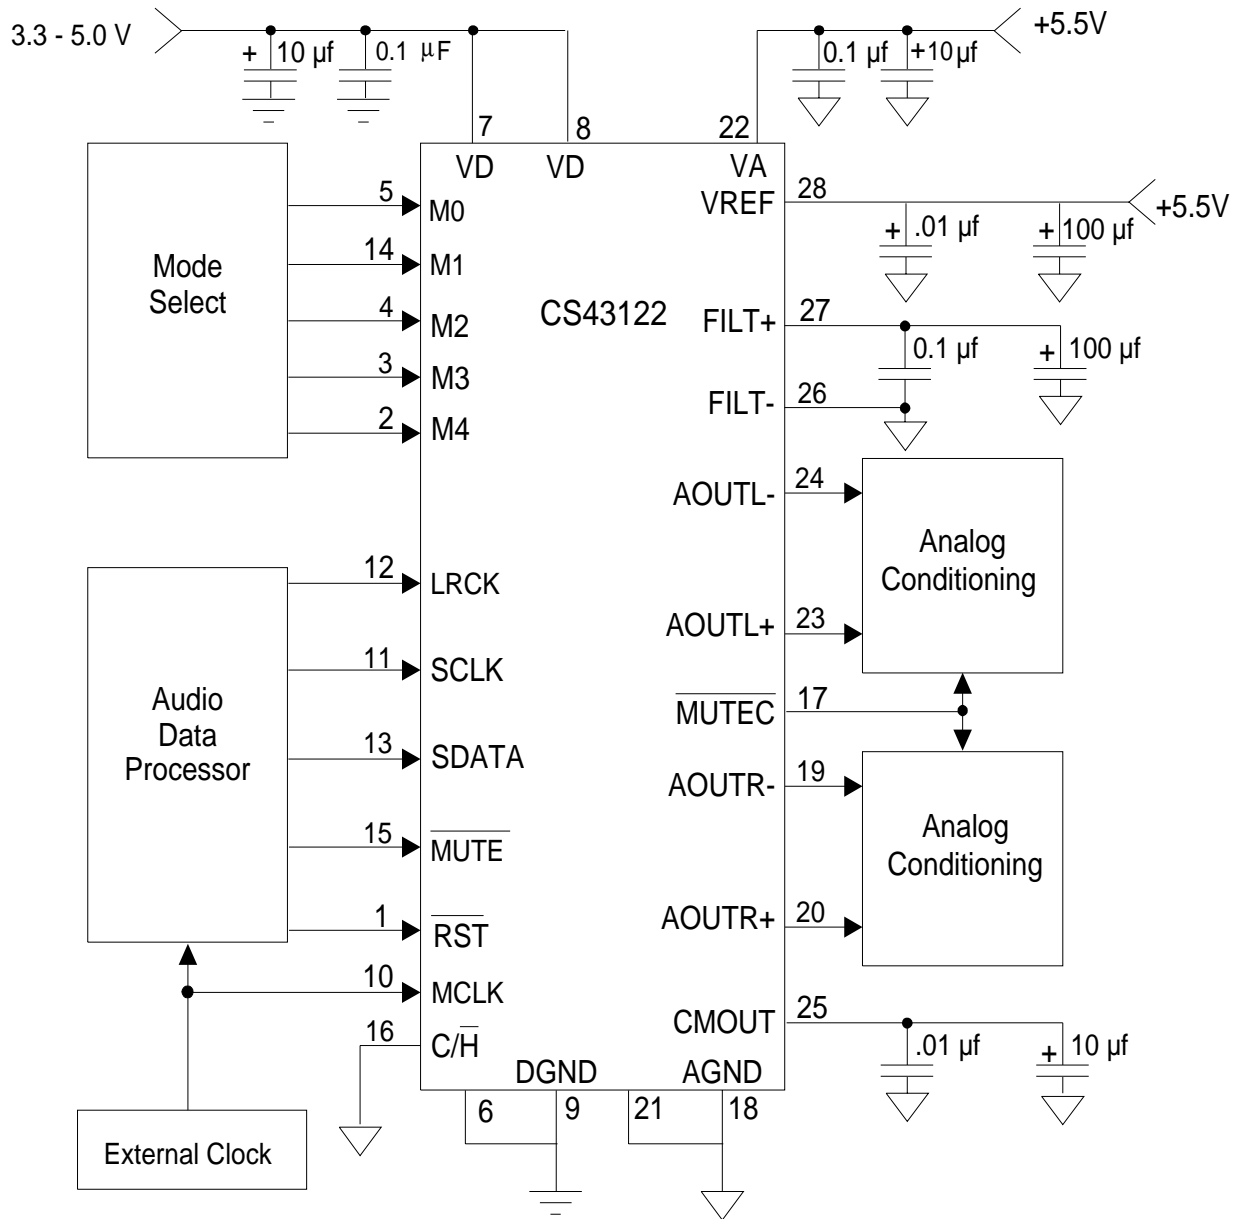 3.3 - 5.0 V
+ 10 µf
0.1 µF
0.1 µf
+10µf
+5.5V
7
8
22
VD
VD
VA
VREF
28
+5.5V
+ .01 µf
+ 100 µf
Mode
Select
5
M0
14
M1
4
M2
3
M3
2
M4
CS43122
FILT+
27
0.1 µf
+ 100 µf
FILT-
26
AOUTL-
24
Analog
Conditioning
AOUTL+
23
MUTEC
17
AOUTR-
19
Analog
Conditioning
AOUTR+
20
CMOUT
25
.01 µf
+ 10 µf
Audio
Data
Processor
12
LRCK
11
SCLK
13
SDATA
15
MUTE
1
RST
10
MCLK
16
C/H
DGND
AGND
6
9
21
18
External Clock